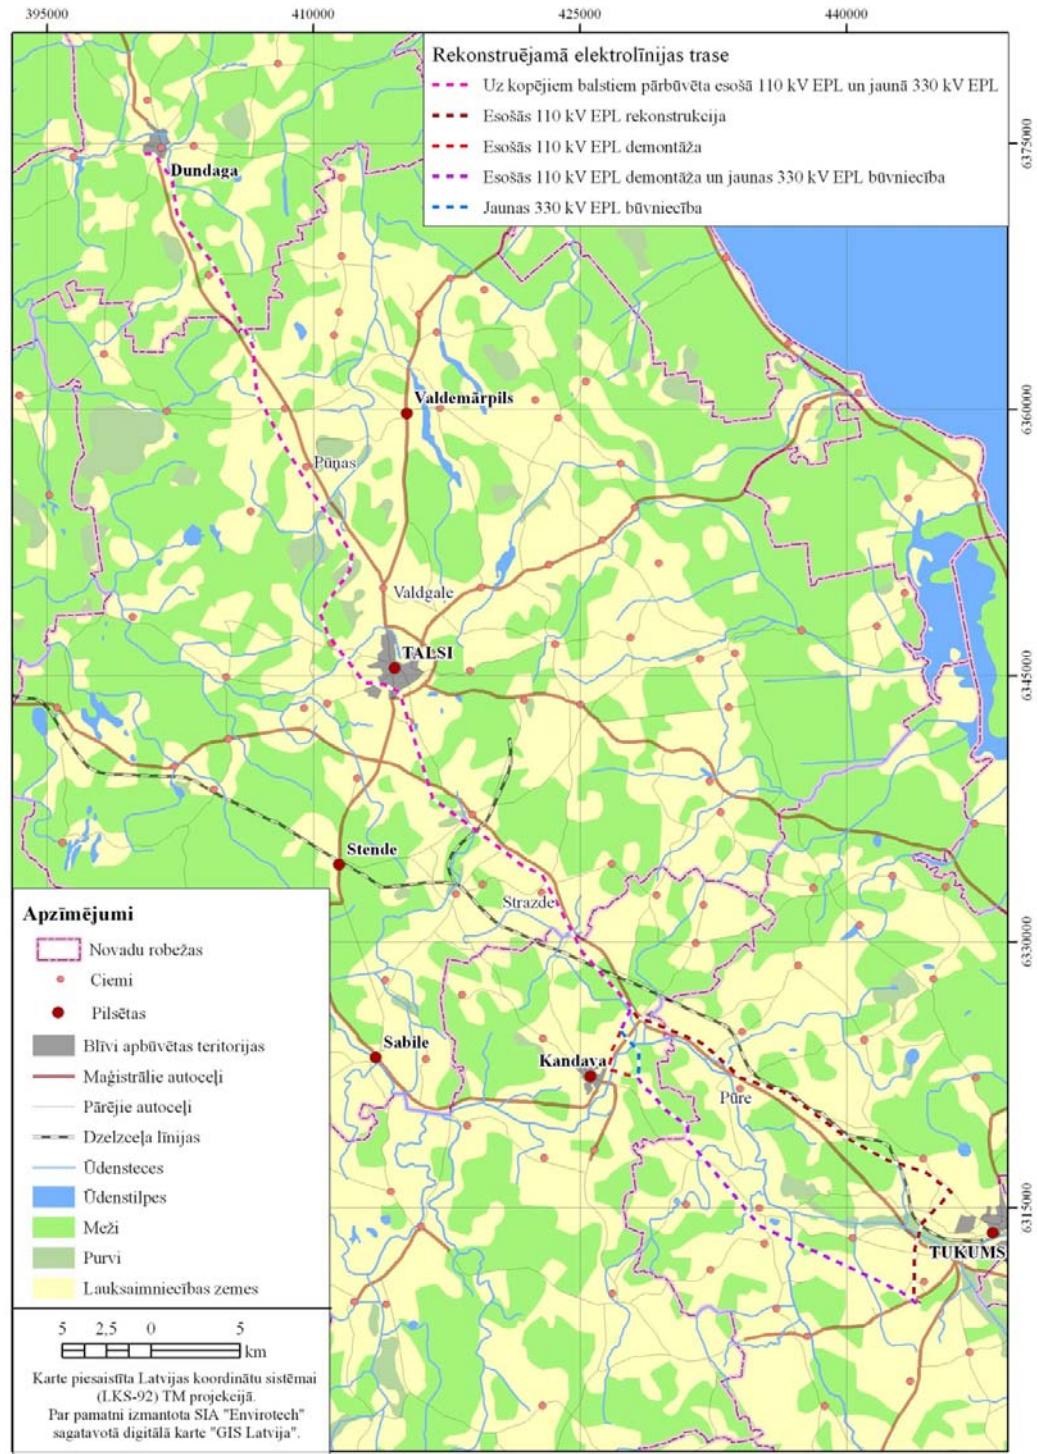 395000
410000
425000
440000
Rekonstruējamā elektrolīnijas trase
Uz kopējiem balstiem pārbūvēta esošā 110 kV EPL un jaunā 330 kV EPL
Esošās 110 kV EPL rekonstrukcija
Esošās 110 kV EPL demontāža
Esošās 110 kV EPL demontāža un jaunas 330 kV EPL būvniecība
Jaunas 330 kV EPL būvniecība
6375000
Dundaga
Valdemārpils
6360000
Pūņas
Valdgale
TALSI
6345000
Stende
Strazde
6330000
Sabile
Kandava
Pūre
6315000
TUKUMS
Apzīmējumi
Novadu robežas
Ciemi
Pilsētas
Blīvi apbūvētas teritorijas
Maģistrālie autoceļi
Pārējie autoceļi
Dzelzceļa līnijas
Ūdensteces
Ūdenstilpes
Meži
Purvi
Lauksaimniecības zemes
5 2,5 0 5
km
Karte piesaistīta Latvijas koordinātu sistēmai
(LKS-92) TM projekcijā.
Par pamatni izmantota SIA "Envirotech"
sagatavotā digitālā karte "GIS Latvija".